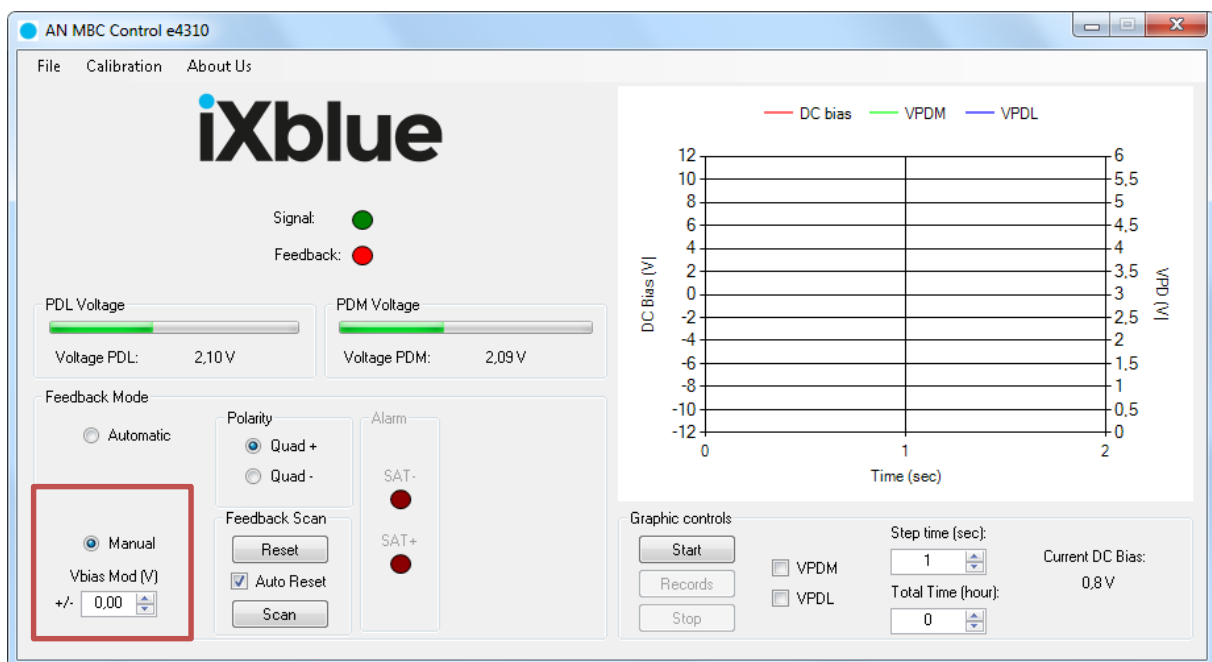 AN MBC Control e4310
File Calibration About Us
iXblue
Signal:
Feedback:
PDL Voltage
Voltage PDL: 2,10 V
PDM Voltage
Voltage PDM: 2,09 V
Feedback Mode
Automatic
Manual
Vbias Mod (V)
+/- 0,00
Polarity
Quad +
Quad -
Feedback Scan
Reset
Auto Reset
Scan
Alarm
SAT-
SAT+
DC bias VPDM VPDL
DC Bias [V]
12
10
8
6
4
2
0
-2
-4
-6
-8
-10
-12
6
5,5
5
4,5
4
3,5
3
2,5
2
1,5
1
0,5
0
VPD [V]
0 1 2
Time (sec)
Graphic controls
Start
Records
Stop
VPDM
VPDL
Step time (sec):
1
Total Time (hour):
0
Current DC Bias:
0,8 V